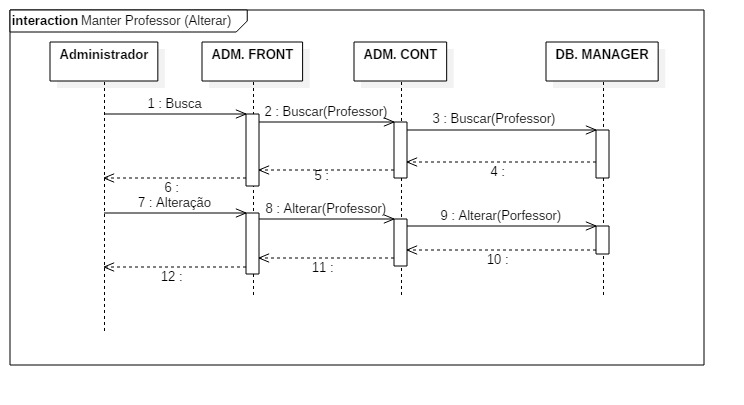 interaction Manter Professor (Alterar)
Administrador
ADM. FRONT
ADM. CONT
DB. MANAGER
1 : Busca
2 : Buscar(Professor)
3 : Buscar(Professor)
4 :
5 :
6 :
7 : Alteração
8 : Alterar(Professor)
9 : Alterar(Porfessor)
10 :
11 :
12 :